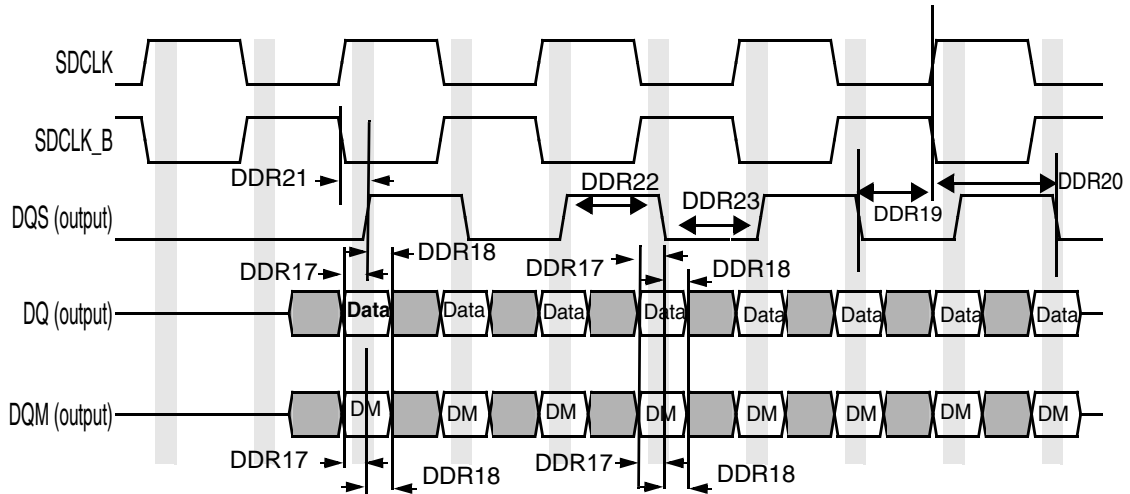 SDCLK
SDCLK_B
DDR21
DDR22
DDR23
DDR19
DDR20
DQS (output)
DDR17
DDR18
DDR17
DDR18
DQ (output)
Data
Data
Data
Data
Data
Data
Data
Data
DQM (output)
DM
DM
DM
DM
DM
DM
DM
DM
DDR17
DDR18
DDR17
DDR18